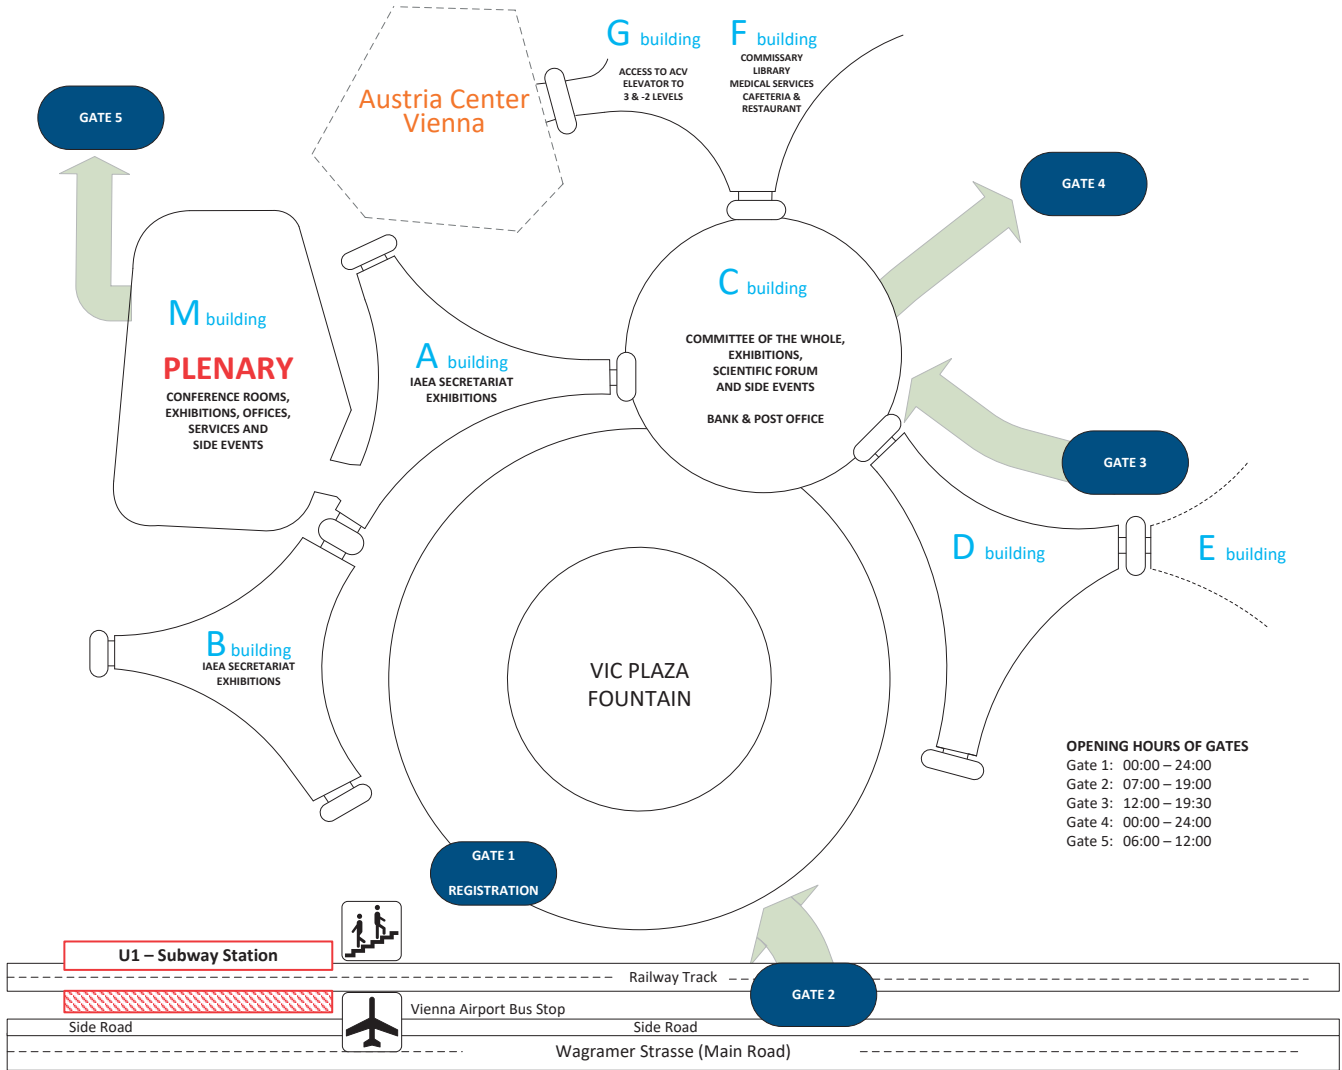 G building
ACCESS TO ACV
ELEVATOR TO
3 & -2 LEVELS
F building
COMMISSARY
LIBRARY
MEDICAL SERVICES
CAFETERIA &
RESTAURANT
Austria Center
Vienna
GATE 5
GATE 4
C building
COMMITTEE OF THE WHOLE,
EXHIBITIONS,
SCIENTIFIC FORUM
AND SIDE EVENTS
BANK & POST OFFICE
M building
PLENARY
CONFERENCE ROOMS,
EXHIBITIONS, OFFICES,
SERVICES AND
SIDE EVENTS
A building
IAEA SECRETARIAT
EXHIBITIONS
GATE 3
D building
E building
B building
IAEA SECRETARIAT
EXHIBITIONS
VIC PLAZA
FOUNTAIN
OPENING HOURS OF GATES
Gate 1: 00:00 – 24:00
Gate 2: 07:00 – 19:00
Gate 3: 12:00 – 19:30
Gate 4: 00:00 – 24:00
Gate 5: 06:00 – 12:00
GATE 1
REGISTRATION
U1 – Subway Station
Railway Track
GATE 2
Vienna Airport Bus Stop
Side Road
Side Road
Wagramer Strasse (Main Road)